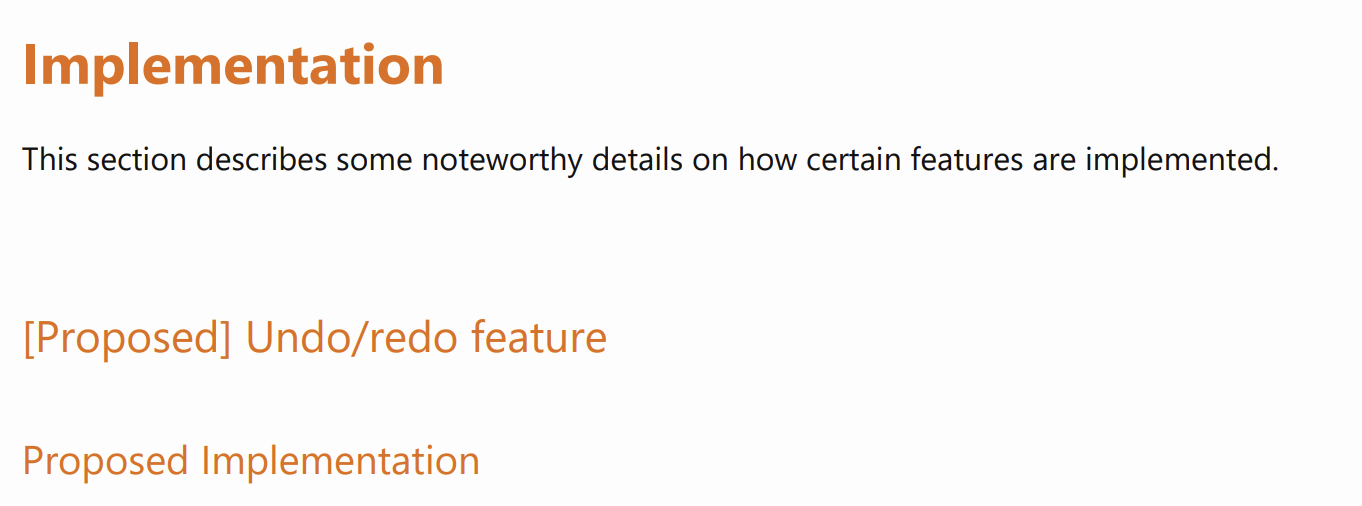 Implementation
This section describes some noteworthy details on how certain features are implemented.
[Proposed] Undo/redo feature
Proposed Implementation